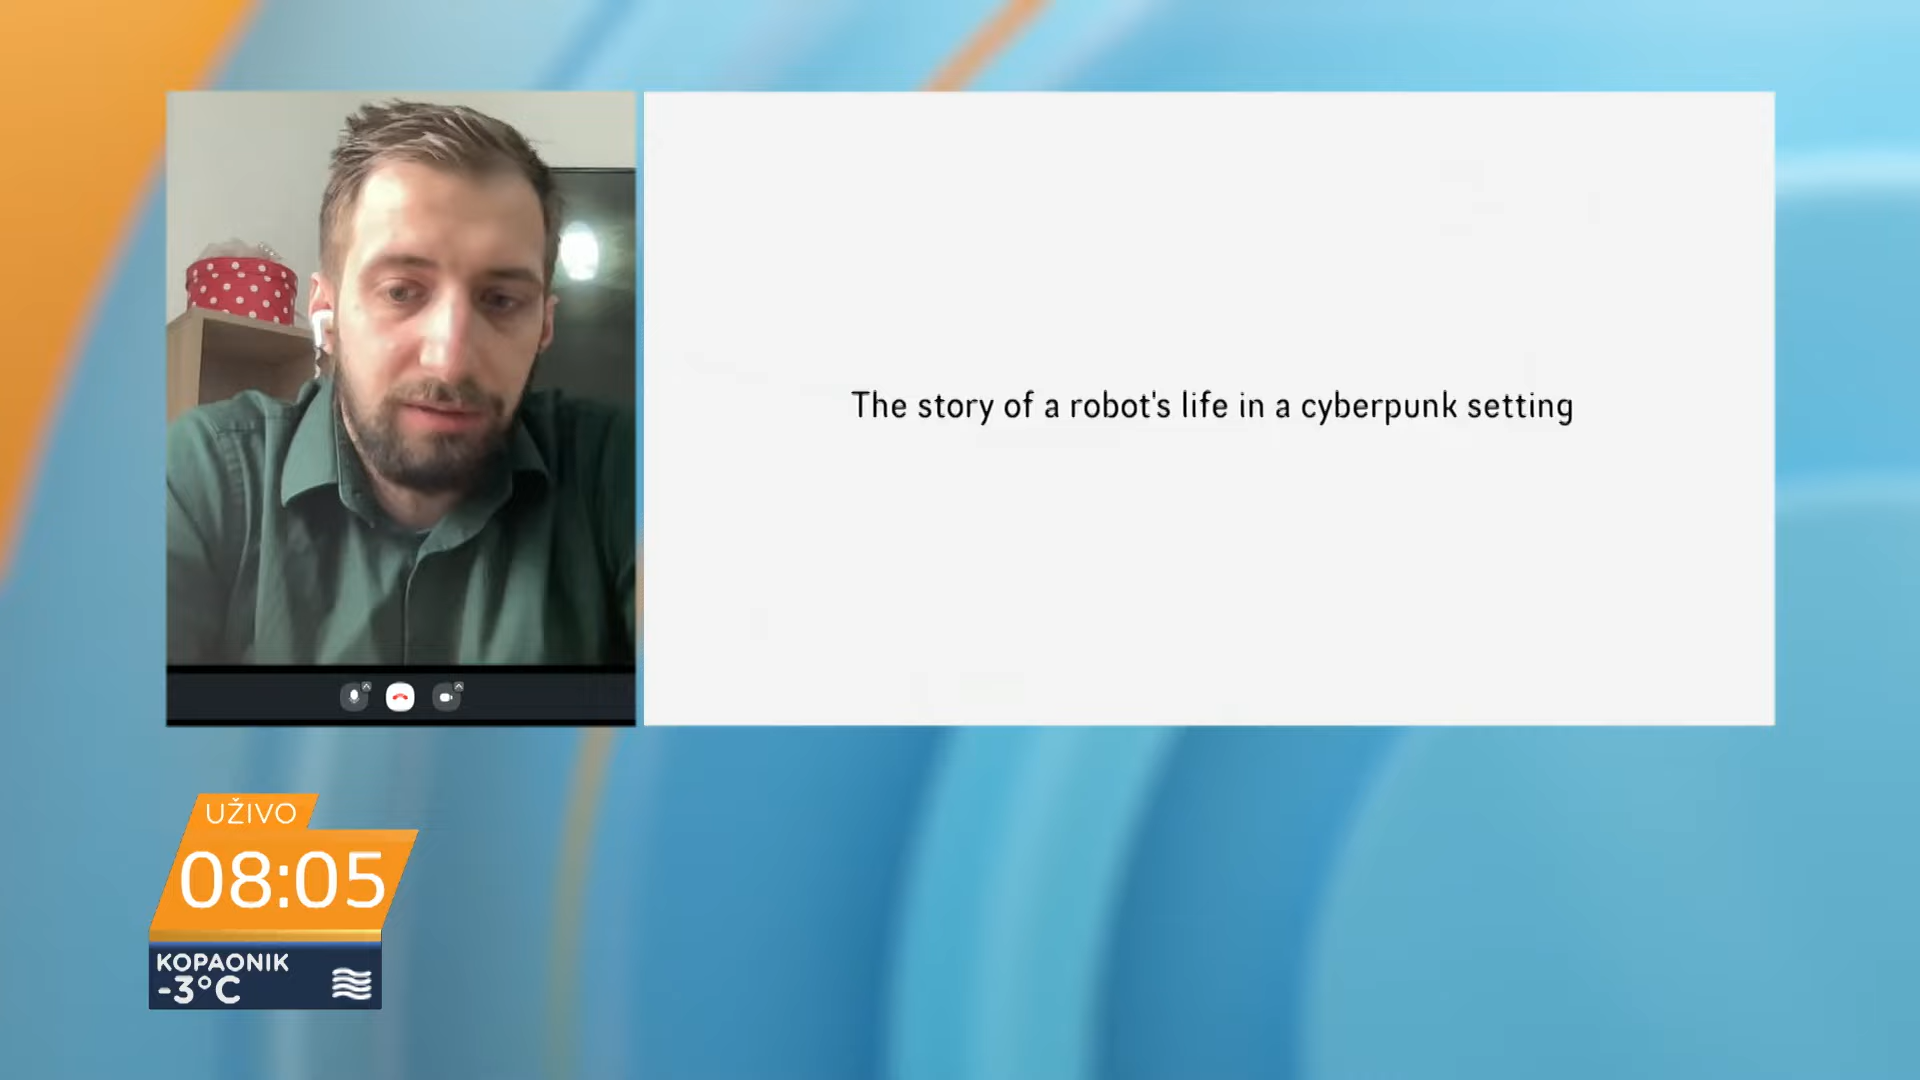 The story of a robot's life in a cyberpunk setting
UŽIVO
08:05
KOPAONIK
-3°C